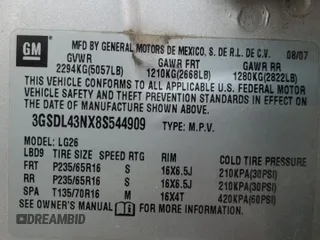 GM
MFD BY GENERAL MOTORS DE MEXICO, S. DE R.L. DE C.V. 08/07
GVWR GAWR FRT GAWR RR
2294KG(5057LB) 1210KG(2668LB) 1280KG(2822LB)
THIS VEHICLE CONFORMS TO ALL APPLICABLE U.S. FEDERAL MOTOR
VEHICLE SAFETY, AND THEFT PREVENTION STANDARDS IN EFFECT ON
THE DATE OF MANUFACTURE SHOWN ABOVE.
3GSDL43NX8S544909 TYPE: M.P.V.
MODEL: LG26
LBD9 TIRE SIZE SPEED RTG RIM COLD TIRE PRESSURE
FRT P235/65R16 S 16X6.5J 210KPA(30PSI)
RR P235/65R16 S 16X6.5J 210KPA(30PSI)
SPA T135/70R16 M 16X4T 420KPA(60PSI)
SEE OWNER'S MANUAL FOR MORE INFORMATION.
AUTOBIDMASTER